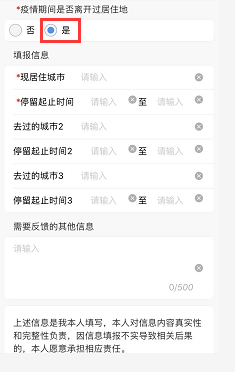 *疫情期间是否离开过居住地
否 是
填报信息
*现居住城市 请输入
*停留起止时间 请输入 至 请输入
去过的城市2 请输入
停留起止时间2 请输入 至 请输入
去过的城市3 请输入
停留起止时间3 请输入 至 请输入
需要反馈的其他信息
请输入
0/500
上述信息是我本人填写，本人对信息内容真实性
和完整性负责，因信息填报不实导致相关后果
的，本人愿意承担相应责任。